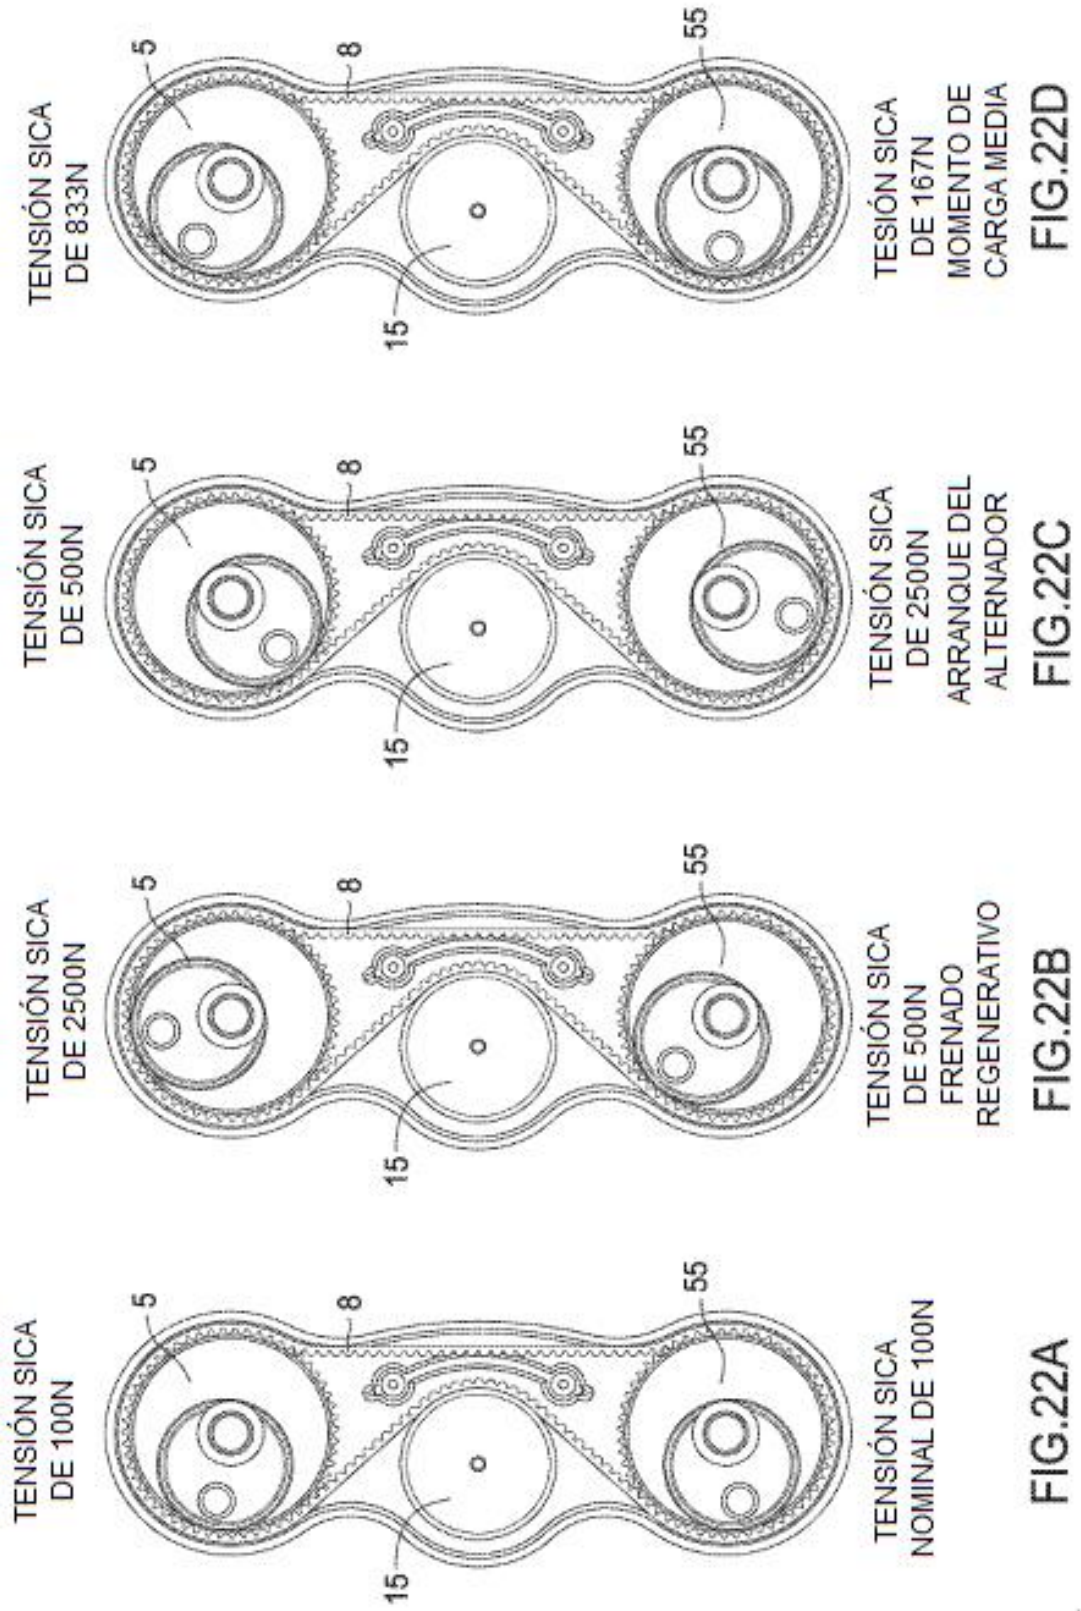 TENSIÓN SICA
DE 100N
5
8
15
55
TENSIÓN SICA
NOMINAL DE 100N
FIG.22A
TENSIÓN SICA
DE 2500N
5
8
15
55
TENSIÓN SICA
DE 500N
FRENADO
REGENERATIVO
FIG.22B
TENSIÓN SICA
DE 500N
5
8
15
55
TENSIÓN SICA
DE 2500N
ARRANQUE DEL
ALTERNADOR
FIG.22C
TENSIÓN SICA
DE 833N
5
8
15
55
TESIÓN SICA
DE 167N
MOMENTO DE
CARGA MEDIA
FIG.22D